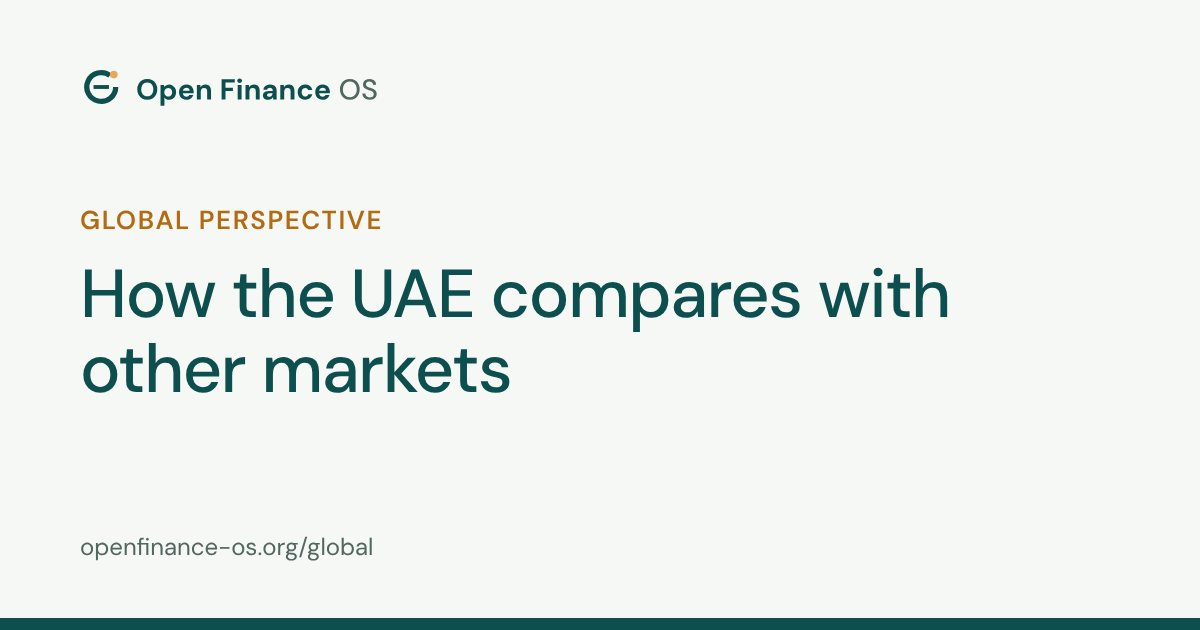 Open Finance OS
GLOBAL PERSPECTIVE
How the UAE compares with
other markets
openfinance-os.org/global